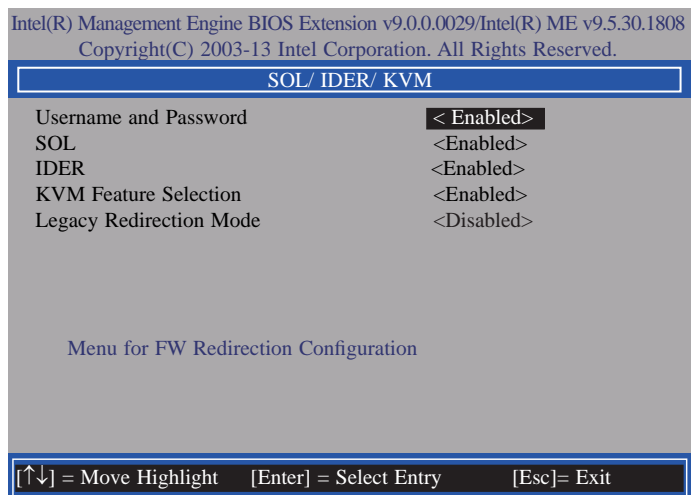 Intel(R) Management Engine BIOS Extension v9.0.0.0029/Intel(R) ME v9.5.30.1808
Copyright(C) 2003-13 Intel Corporation. All Rights Reserved.
SOL/ IDER/ KVM
Username and Password < Enabled>
SOL <Enabled>
IDER <Enabled>
KVM Feature Selection <Enabled>
Legacy Redirection Mode <Disabled>
Menu for FW Redirection Configuration
[↑↓] = Move Highlight [Enter] = Select Entry [Esc]= Exit